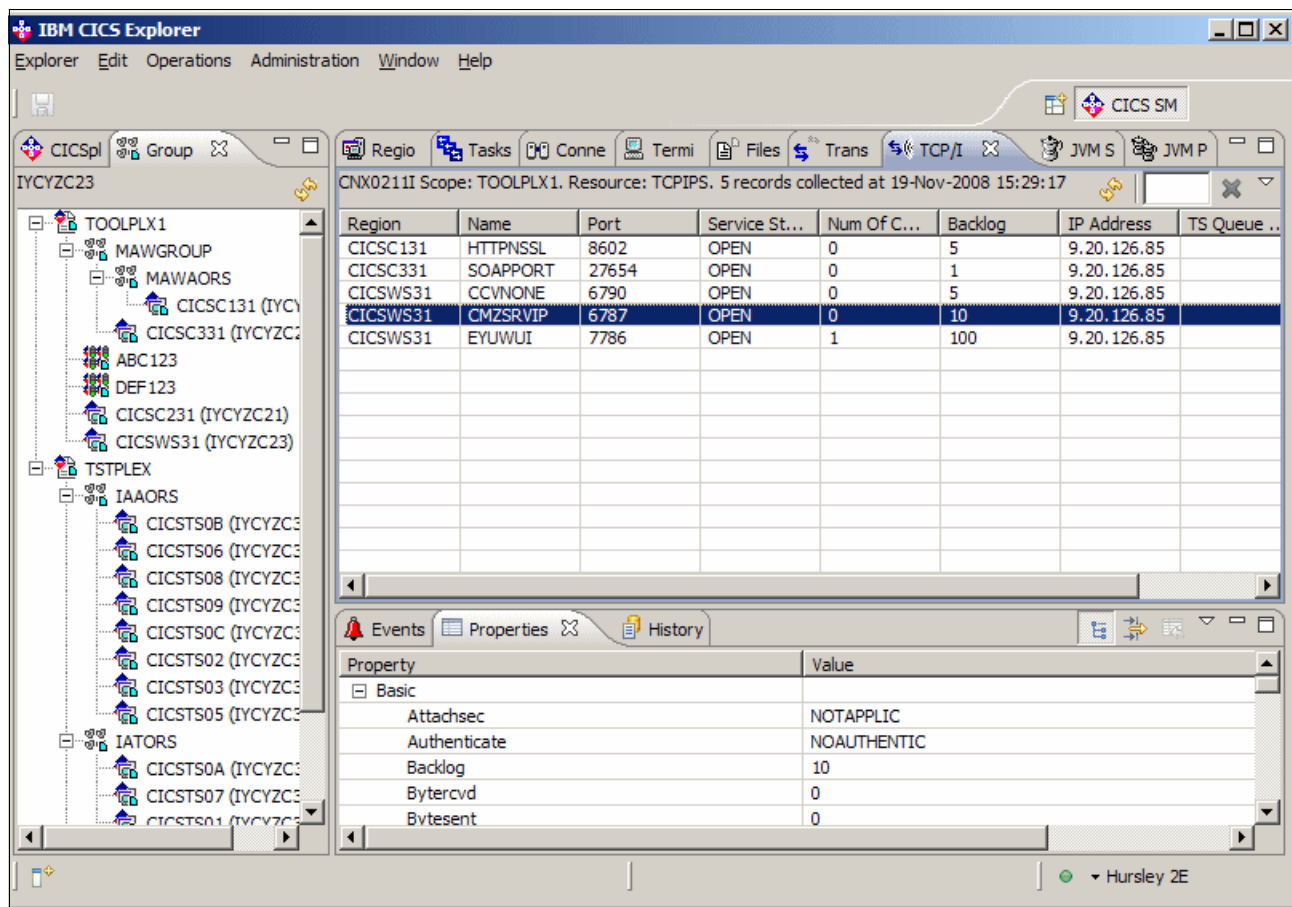 IBM CICS Explorer
Explorer Edit Operations Administration Window Help
CICS SM
CICSpl Group
IYCYZC23
TOOLPLX1
MAWGROUP
MAWAORS
CICSC131 (IYCY
CICSC331 (IYCYZC2
ABC123
DEF123
CICSC231 (IYCYZC21)
CICSWS31 (IYCYZC23)
TSTPLEX
IAAORS
CICSTS0B (IYCYZC3
CICSTS06 (IYCYZC3
CICSTS08 (IYCYZC3
CICSTS09 (IYCYZC3
CICSTS0C (IYCYZC3
CICSTS02 (IYCYZC3
CICSTS03 (IYCYZC3
CICSTS05 (IYCYZC3
IATORS
CICSTS0A (IYCYZC3
CICSTS07 (IYCYZC3
CICSTS01 (IYCYZC3
Regio Tasks Conne Termi Files Trans TCP/I JVM S JVM P
CNX0211I Scope: TOOLPLX1. Resource: TCPIPS. 5 records collected at 19-Nov-2008 15:29:17
Region Name Port Service St... Num Of C... Backlog IP Address TS Queue ..
CICSC131 HTTPNSSL 8602 OPEN 0 5 9.20.126.85
CICSC331 SOAPPORT 27654 OPEN 0 1 9.20.126.85
CICSWS31 CCVNONE 6790 OPEN 0 5 9.20.126.85
CICSWS31 CMZSRVIP 6787 OPEN 0 10 9.20.126.85
CICSWS31 EYUWUI 7786 OPEN 1 100 9.20.126.85
Events Properties History
Property Value
Basic
Attachsec NOTAPPLIC
Authenticate NOAUTHENTIC
Backlog 10
Bytercvd 0
Bytesent 0
Hursley 2E